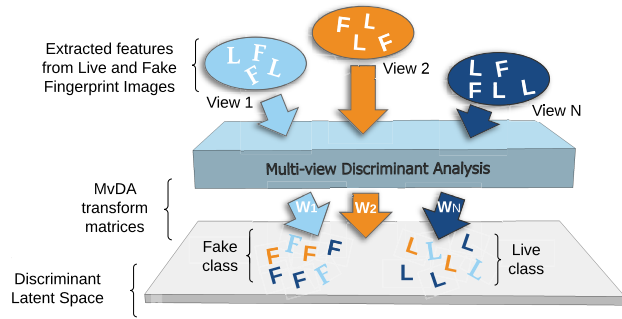 Extracted features
from Live and Fake
Fingerprint Images
L F F L
View 1
F L L F
View 2
L F F L L
View N
Multi-view Discriminant Analysis
MvDA
transform
matrices
W1
W2
WN
Fake
class
F F F F F F F
L L L L L L L
Live
class
Discriminant
Latent Space